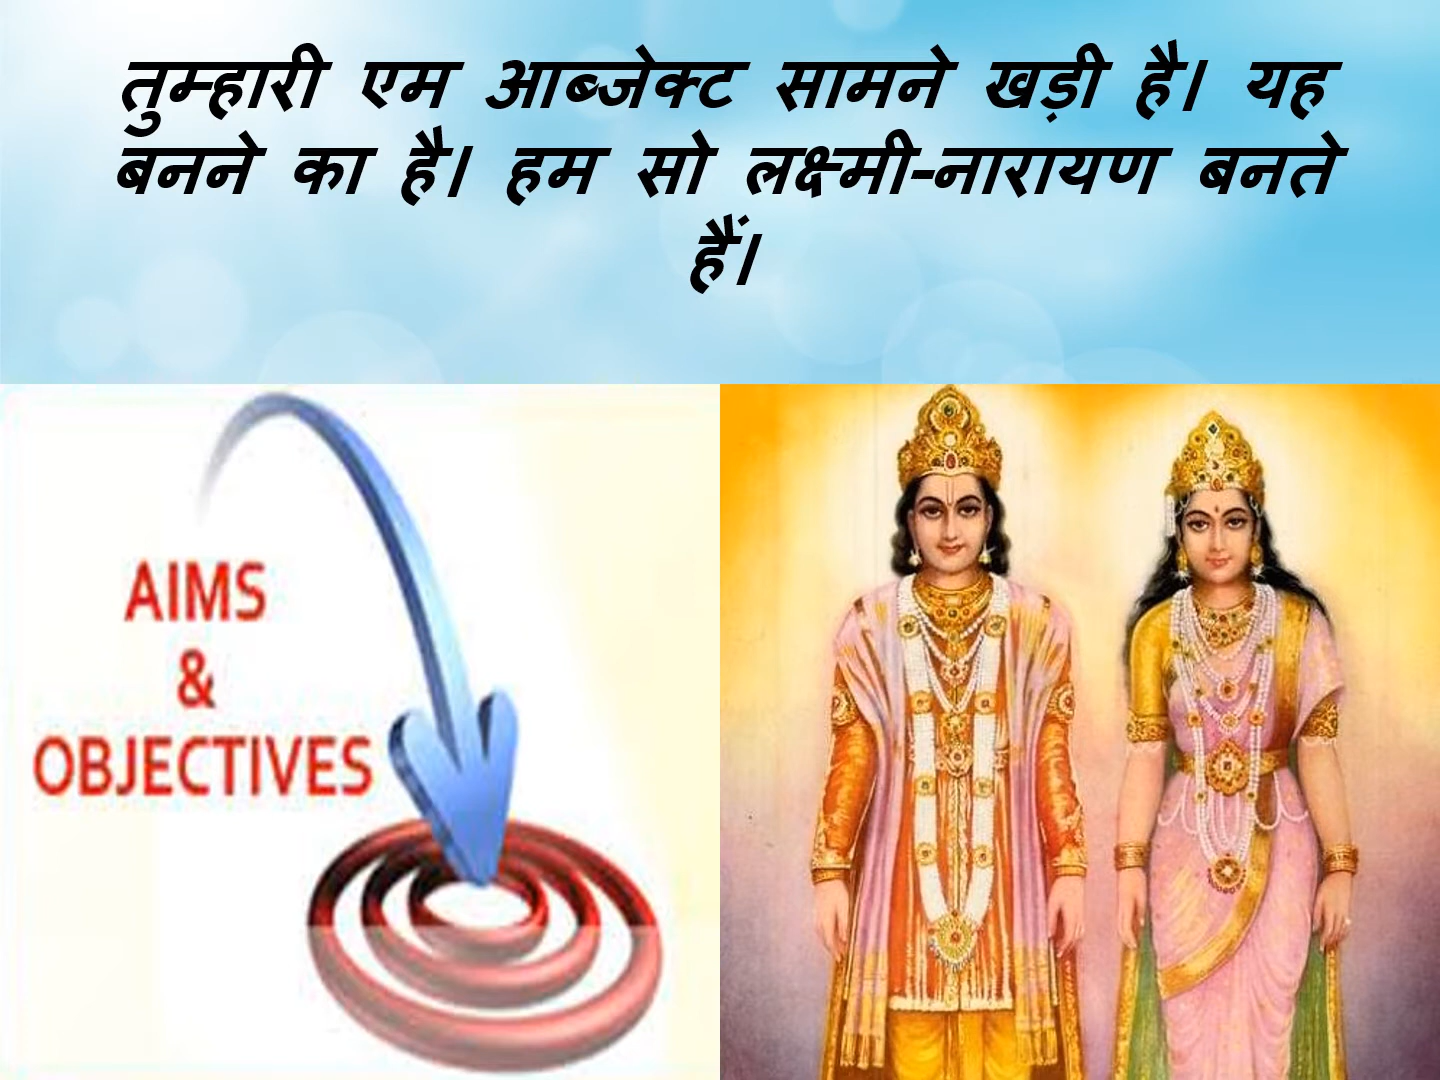 तुम्हारी एम आब्जेक्ट सामने खड़ी है। यह
बनने का है। हम सो लक्ष्मी-नारायण बनते
हैं।
AIMS
&
OBJECTIVES